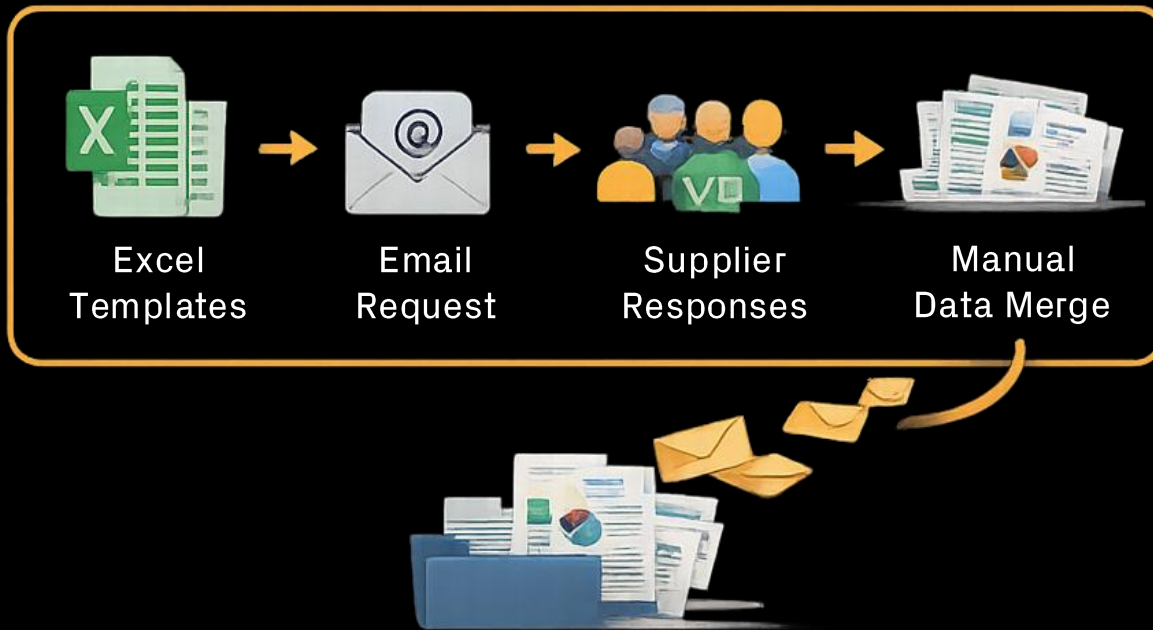 X
@
V
Excel
Templates
Email
Request
Supplier
Responses
Manual
Data Merge